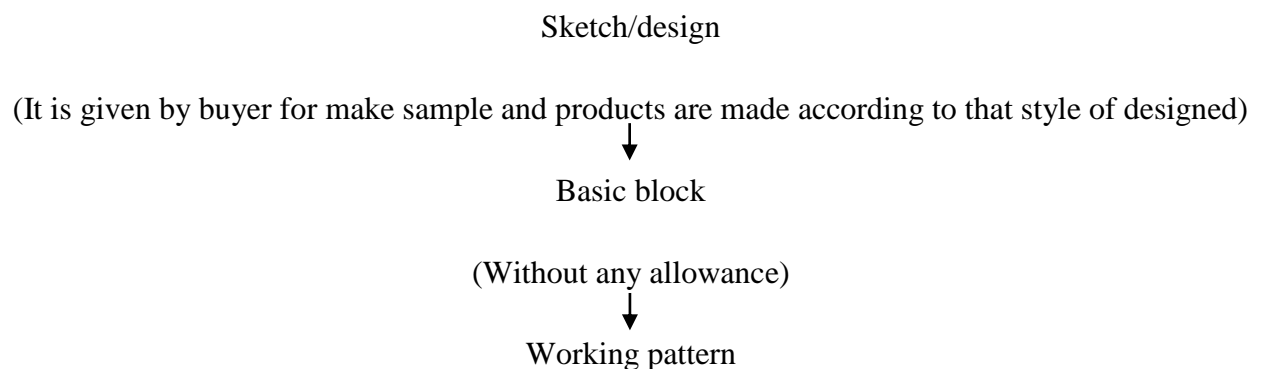 Sketch/design
(It is given by buyer for make sample and products are made according to that style of designed)
Basic block
(Without any allowance)
Working pattern